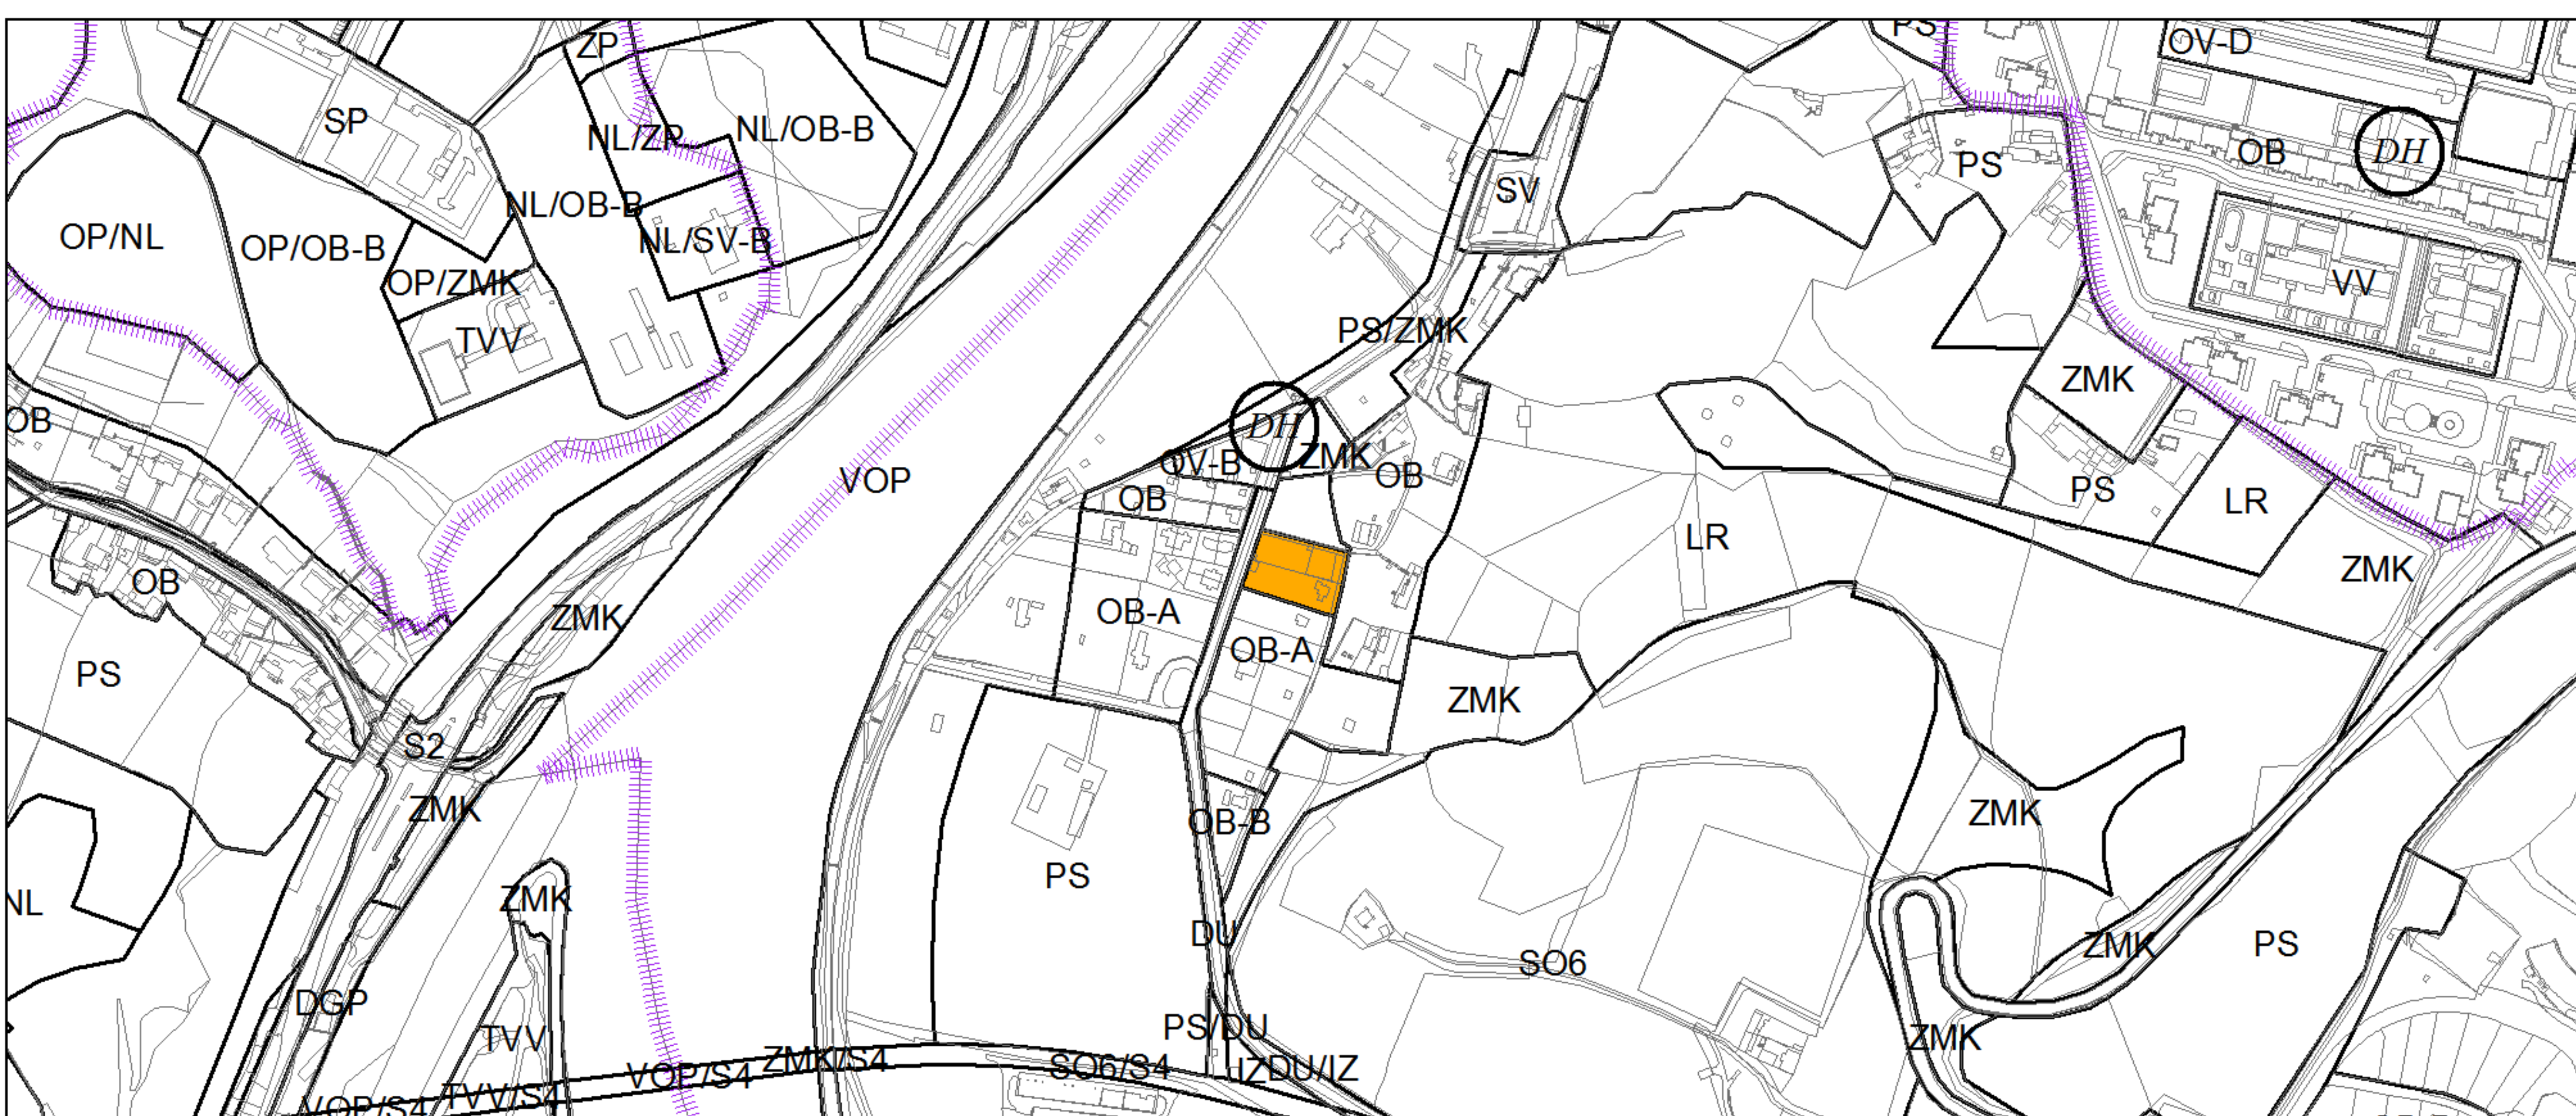 PS
OV-D
ZP
SP
NL/ZP
NL/OB-B
DH
OB
PS
SV
NL/OB-B
OP/NL
OP/OB-B
NL/SV-B
OP/ZMK
VV
TVV
PS/ZMK
ZMK
OB
DH
ZMK
OV-B
OB
VOP
OB
PS
LR
LR
ZMK
OB
OB-A
ZMK
OB-A
PS
ZMK
S2
ZMK
ZMK
OB-B
PS
ZMK
NL
DU
ZMK
PS
SO6
DGP
PS/DU
TVV
ZMK
ZMK/S4
SO6/S4
IZDU/IZ
VOP/S4
TVV/S4
VOP/S4